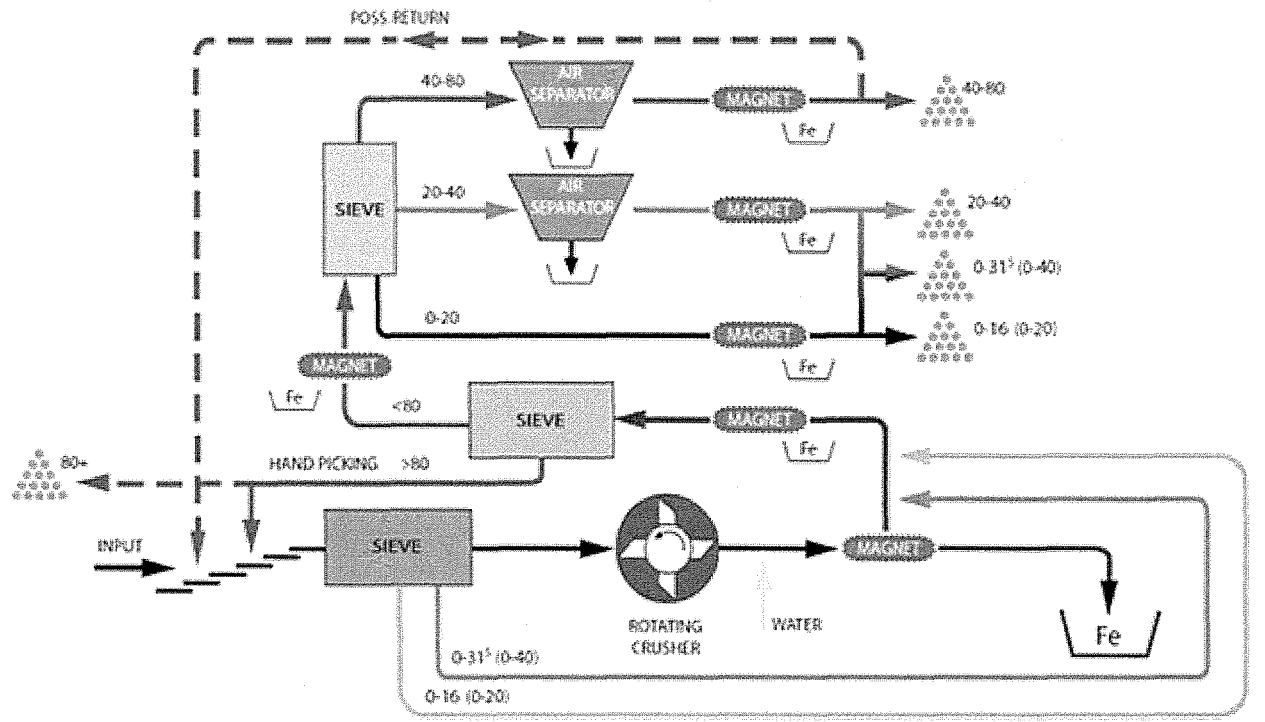 POSS. RETURN
40-80
AIR
SEPARATOR
MAGNET
40-80
Fe
SIEVE
20-40
AIR
SEPARATOR
MAGNET
20-40
Fe
0-31⁵ (0-40)
0-20
MAGNET
0-16 (0-20)
Fe
MAGNET
Fe
<80
SIEVE
MAGNET
Fe
80+
HAND PICKING >80
INPUT
SIEVE
MAGNET
ROTATING
CRUSHER
WATER
Fe
0-31⁵ (0-40)
0-16 (0-20)